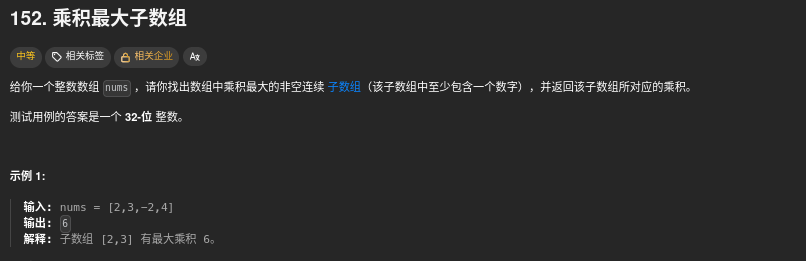 152. 乘积最大子数组
中等 相关标签 相关企业 Aあ
给你一个整数数组 nums ，请你找出数组中乘积最大的非空连续 子数组（该子数组中至少包含一个数字），并返回该子数组所对应的乘积。
测试用例的答案是一个 32-位 整数。
示例 1:
输入: nums = [2,3,-2,4]
输出: 6
解释: 子数组 [2,3] 有最大乘积 6。